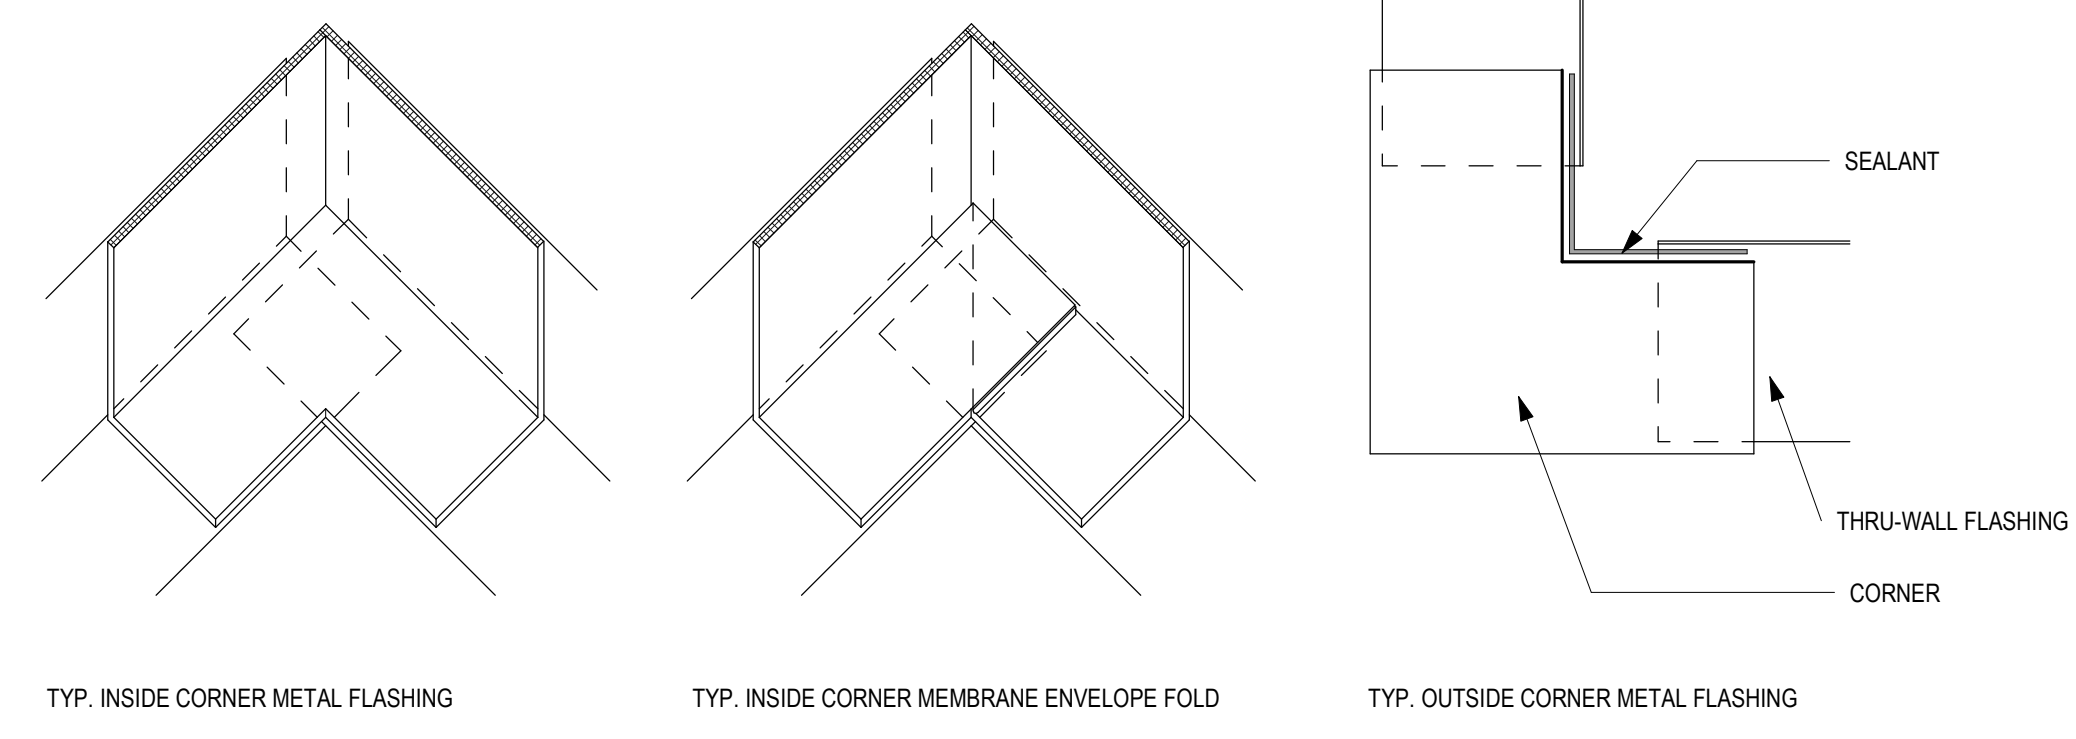 SEALANT
THRU-WALL FLASHING
CORNER
TYP. INSIDE CORNER METAL FLASHING
TYP. INSIDE CORNER MEMBRANE ENVELOPE FOLD
TYP. OUTSIDE CORNER METAL FLASHING